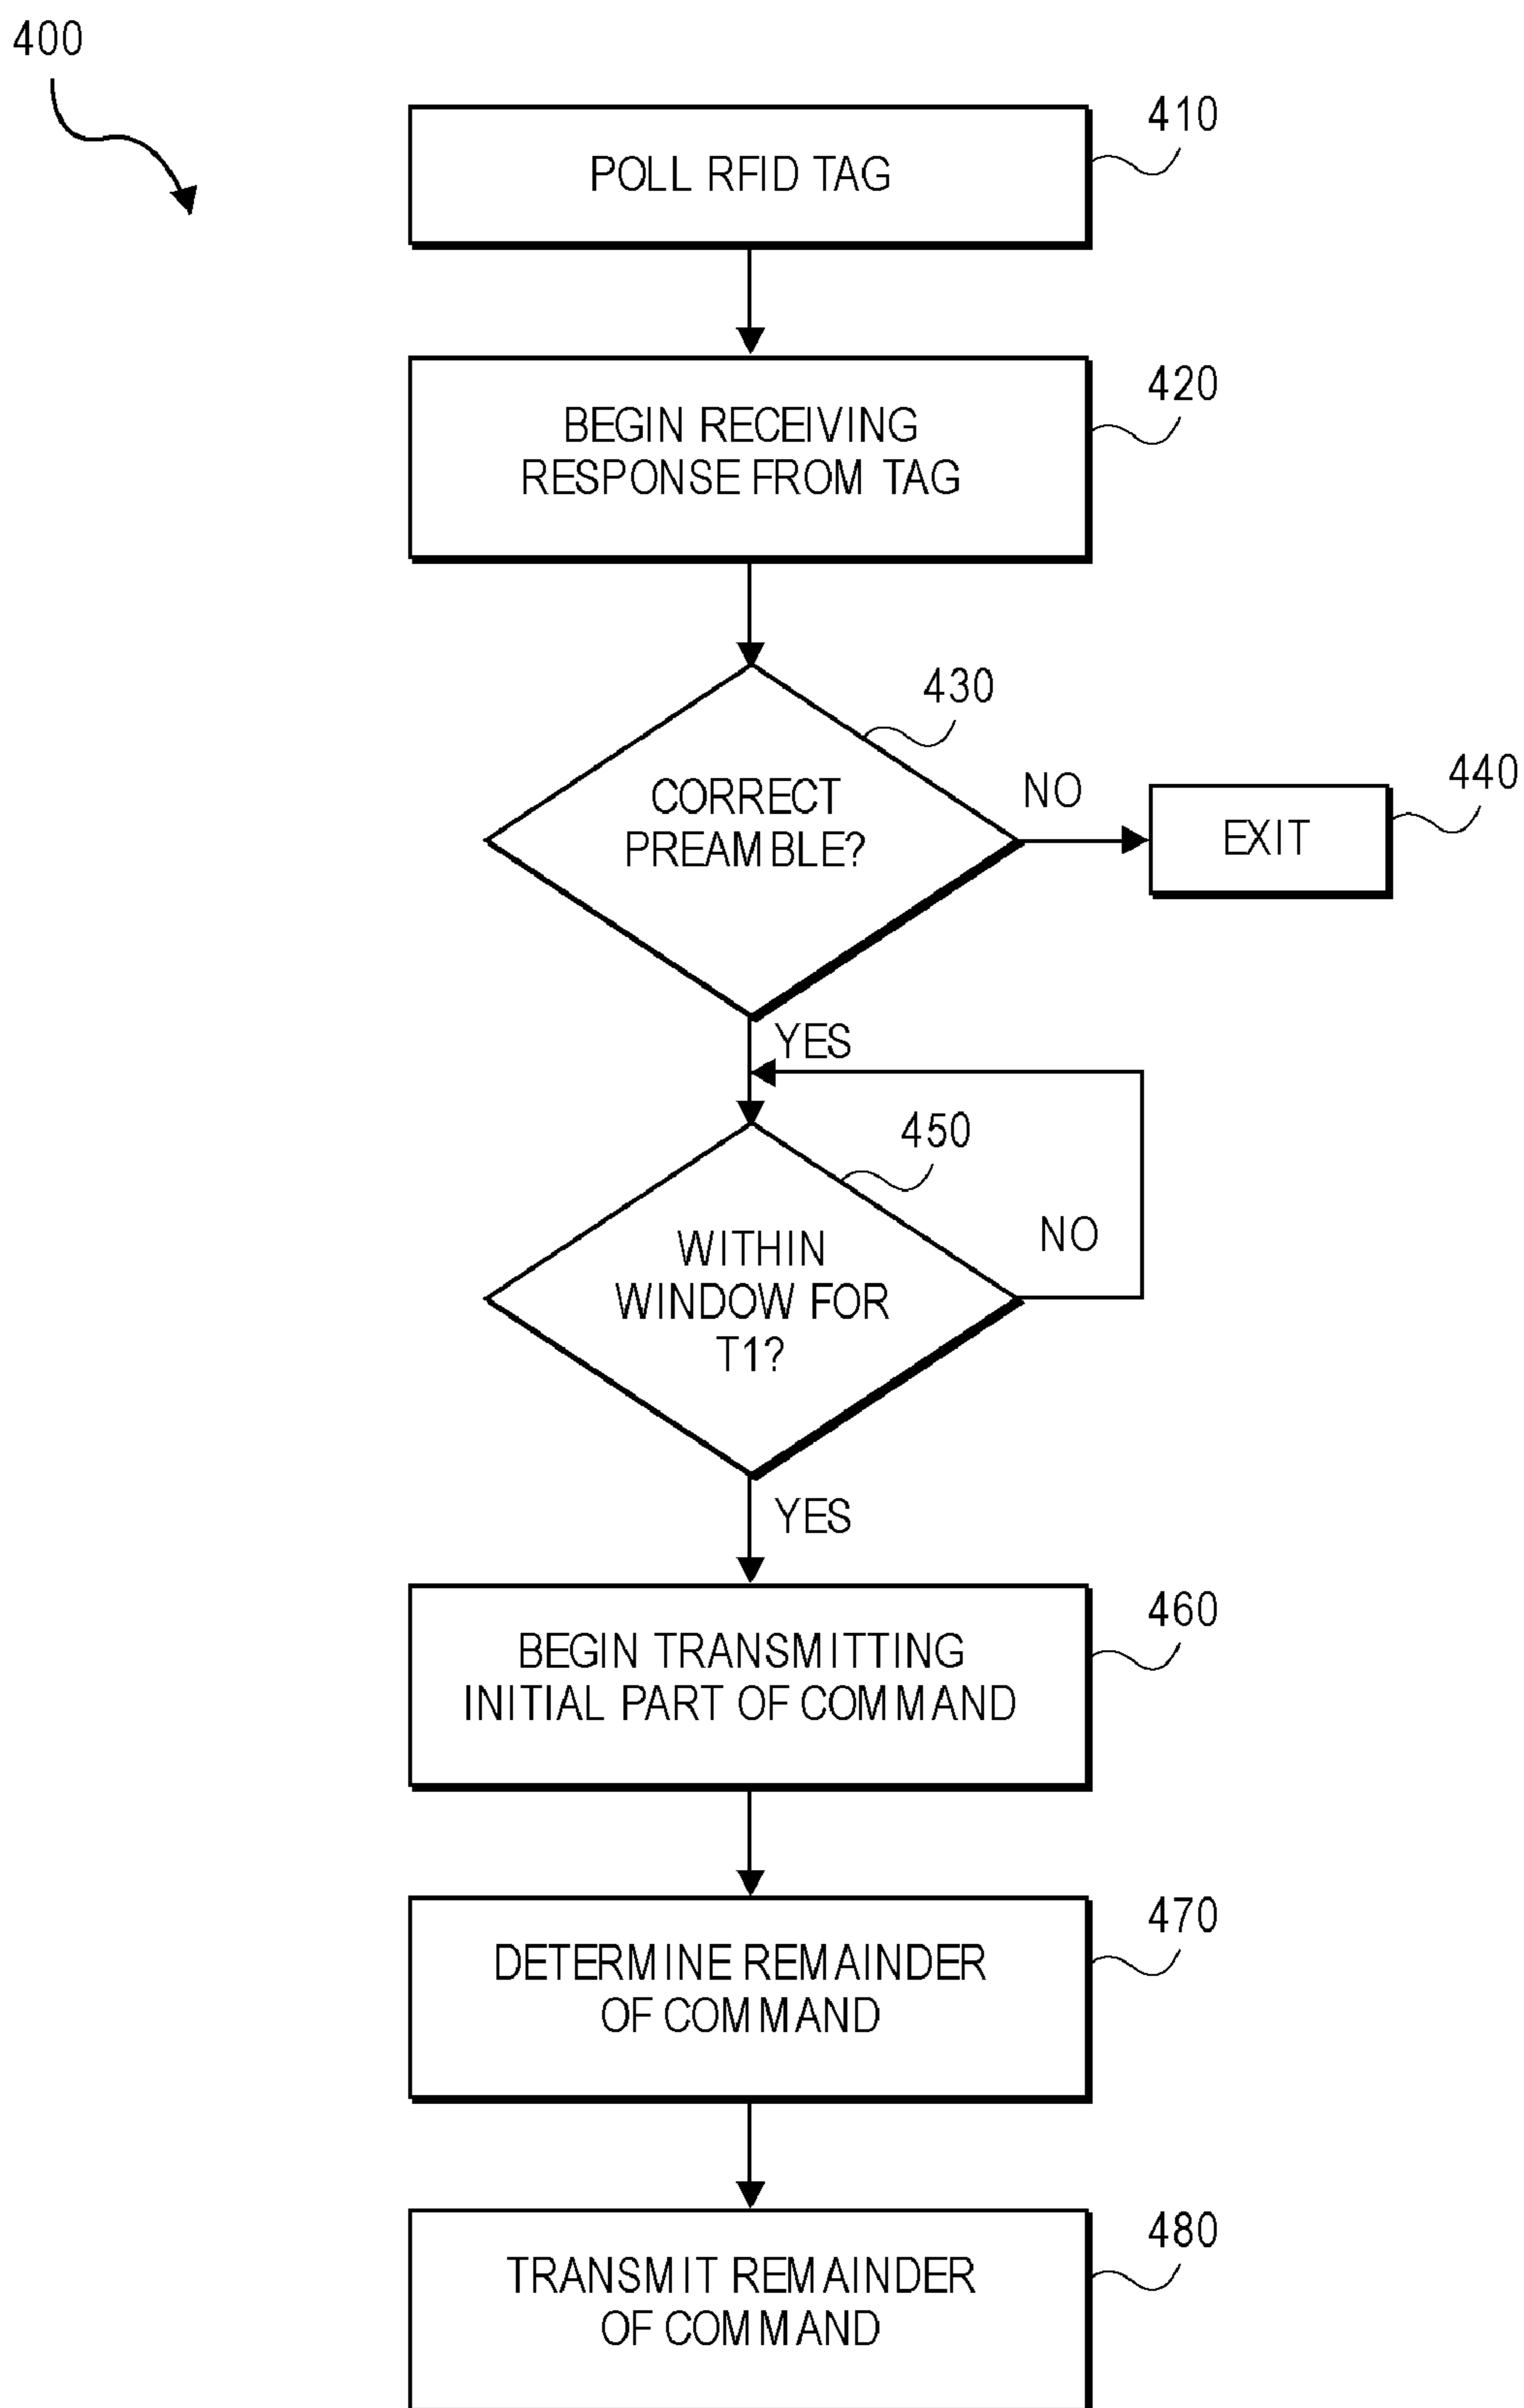 400
410
POLL RFID TAG
420
BEGIN RECEIVING
RESPONSE FROM TAG
430
CORRECT
PREAMBLE?
NO
440
EXIT
YES
450
WITHIN
WINDOW FOR
T1?
NO
YES
460
BEGIN TRANSMITTING
INITIAL PART OF COMMAND
470
DETERMINE REMAINDER
OF COMMAND
480
TRANSMIT REMAINDER
OF COMMAND